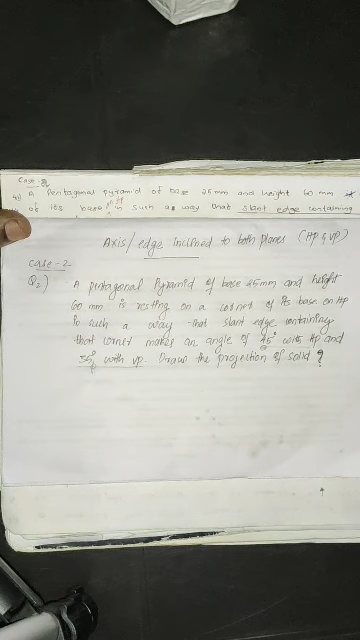 Case-2
A Pentagonal pyramid of base 25 mm and height 60 mm
of its base in such a way that slant edge containing
Axis/edge Inclined to both planes (HP & VP)
Case-2
Q2) A pentagonal Pyramid of base 25mm and height
60 mm is resting on a corner of its base on HP
in such a way that slant edge containing
that corner makes an angle of 45° with Hp and
35° with VP. Draw the projection of solid?